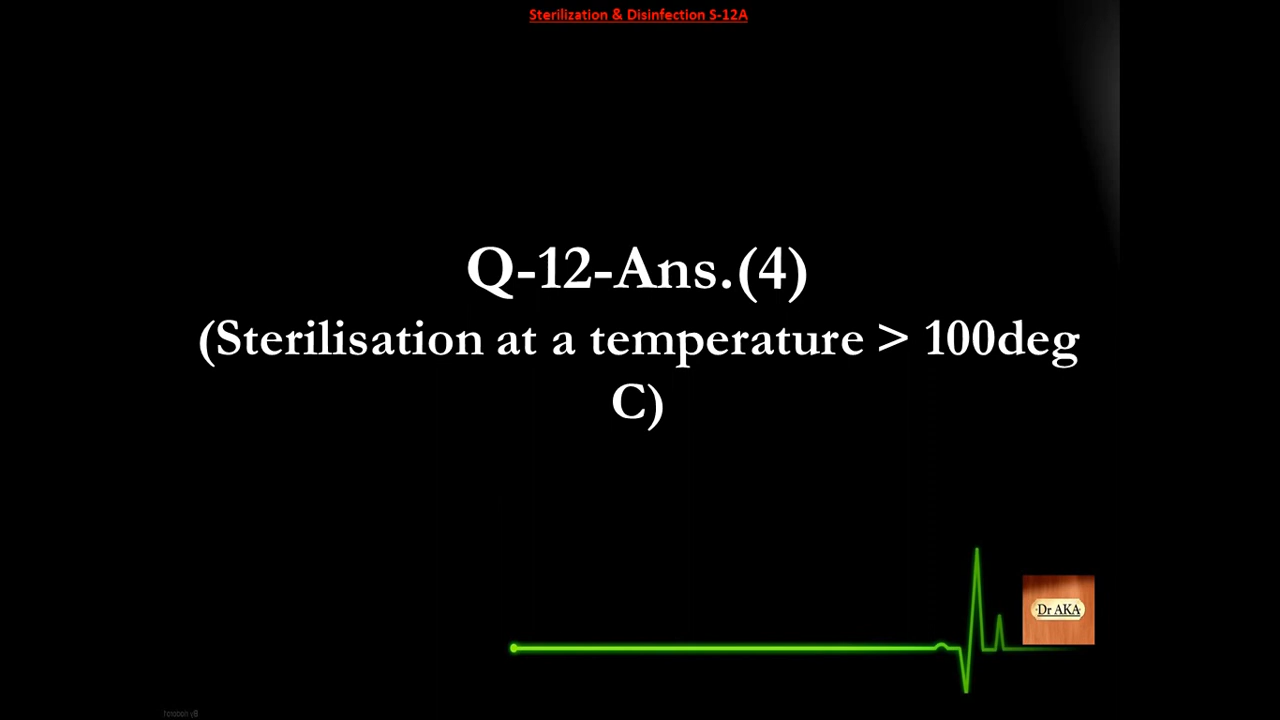 Sterilization & Disinfection S-12A
Q-12-Ans.(4)
(Sterilisation at a temperature > 100deg
C)
Dr AKA